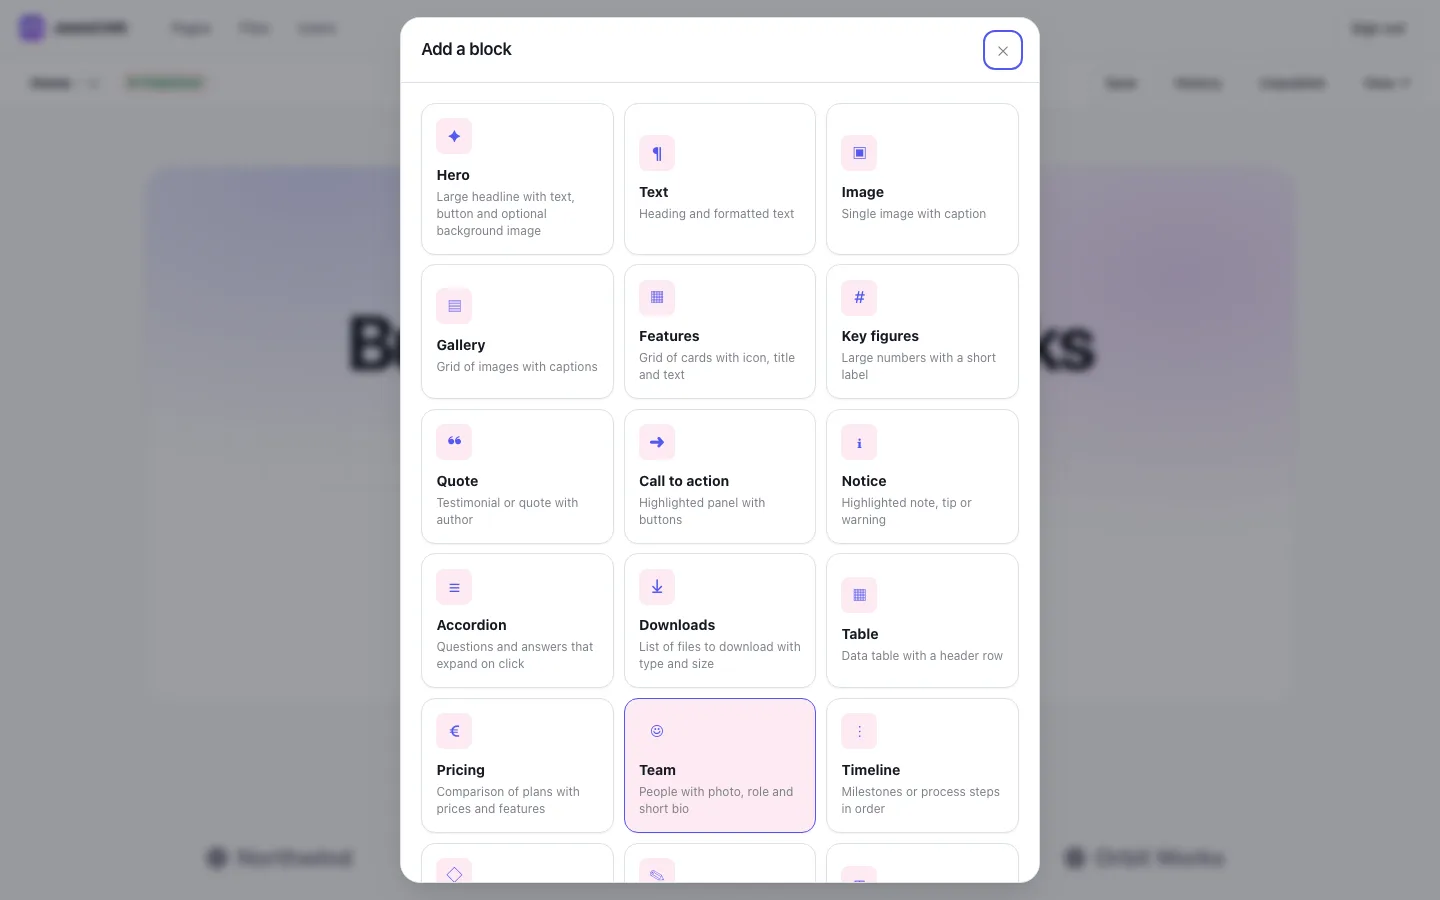 Add a block
Hero
Large headline with text,
button and optional
background image
Text
Heading and formatted text
Image
Single image with caption
Gallery
Grid of images with captions
Features
Grid of cards with icon, title
and text
Key figures
Large numbers with a short
label
Quote
Testimonial or quote with
author
Call to action
Highlighted panel with
buttons
Notice
Highlighted note, tip or
warning
Accordion
Questions and answers that
expand on click
Downloads
List of files to download with
type and size
Table
Data table with a header row
Pricing
Comparison of plans with
prices and features
Team
People with photo, role and
short bio
Timeline
Milestones or process steps
in order
Northwind
Orbit Works